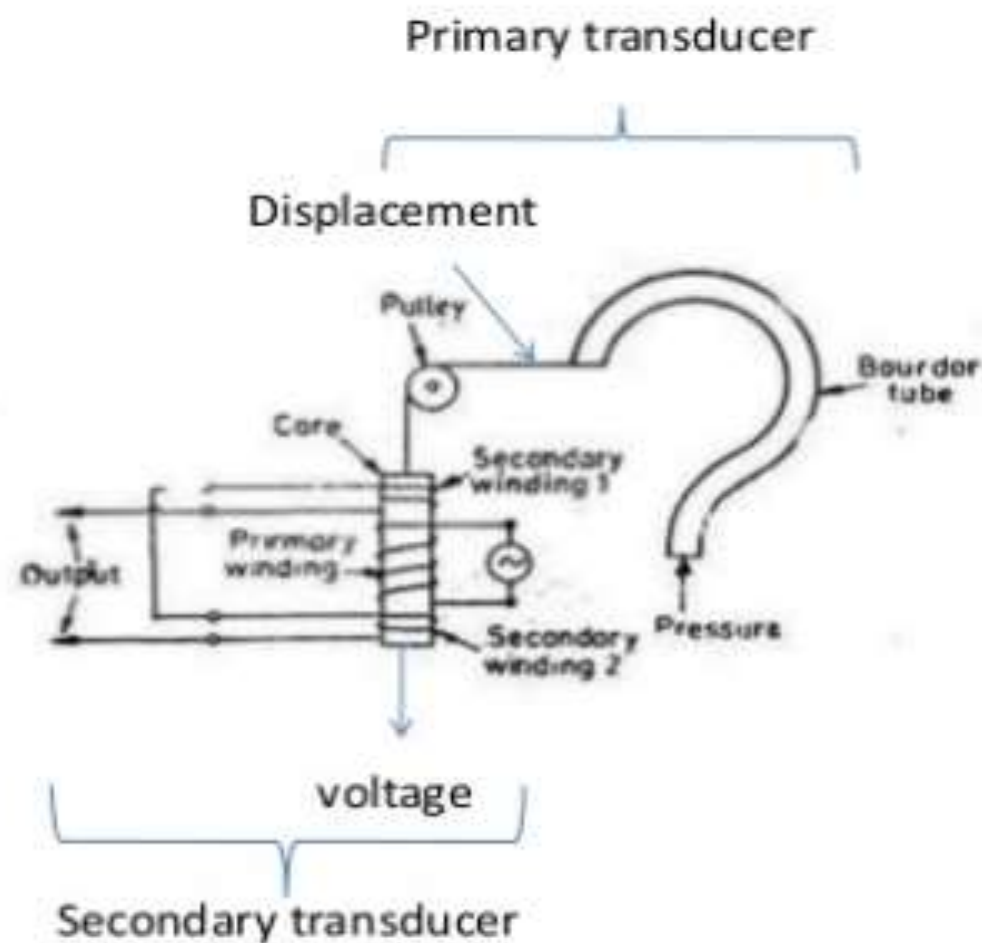 Primary transducer
Displacement
Pulley
Bourdor
tube
Core
Secondary
winding 1
Primary
winding
Output
Pressure
Secondary
winding 2
voltage
Secondary transducer